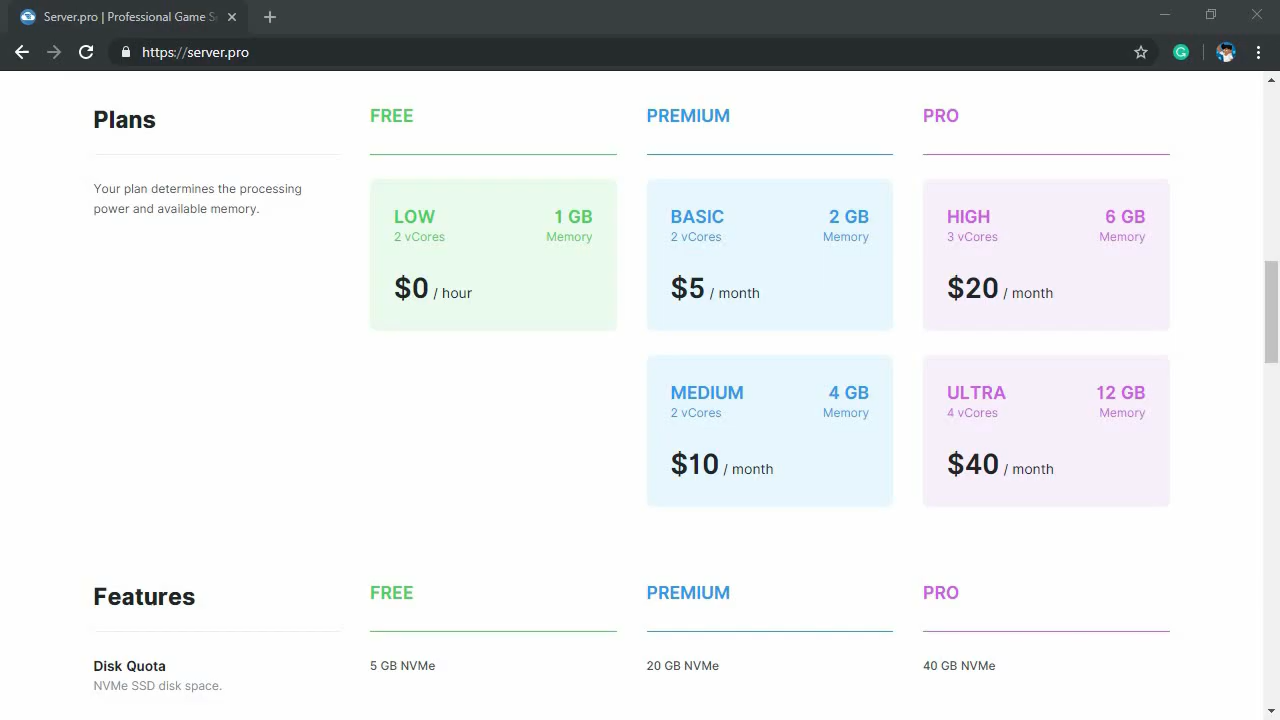 Server.pro | Professional Game S
https://server.pro
Plans
Your plan determines the processing
power and available memory.
FREE
PREMIUM
PRO
LOW 1 GB
2 vCores Memory
$0 / hour
BASIC 2 GB
2 vCores Memory
$5 / month
HIGH 6 GB
3 vCores Memory
$20 / month
MEDIUM 4 GB
2 vCores Memory
$10 / month
ULTRA 12 GB
4 vCores Memory
$40 / month
Features
FREE
PREMIUM
PRO
Disk Quota
NVMe SSD disk space.
5 GB NVMe
20 GB NVMe
40 GB NVMe